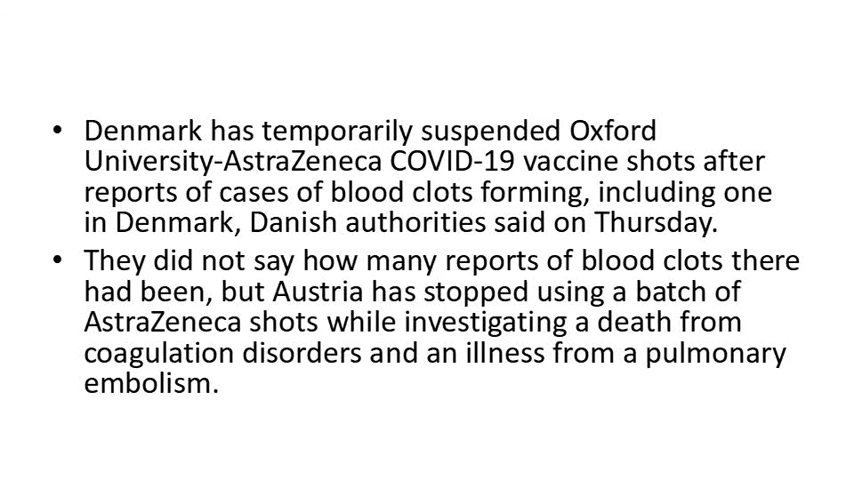 • Denmark has temporarily suspended Oxford
University-AstraZeneca COVID-19 vaccine shots after
reports of cases of blood clots forming, including one
in Denmark, Danish authorities said on Thursday.
• They did not say how many reports of blood clots there
had been, but Austria has stopped using a batch of
AstraZeneca shots while investigating a death from
coagulation disorders and an illness from a pulmonary
embolism.